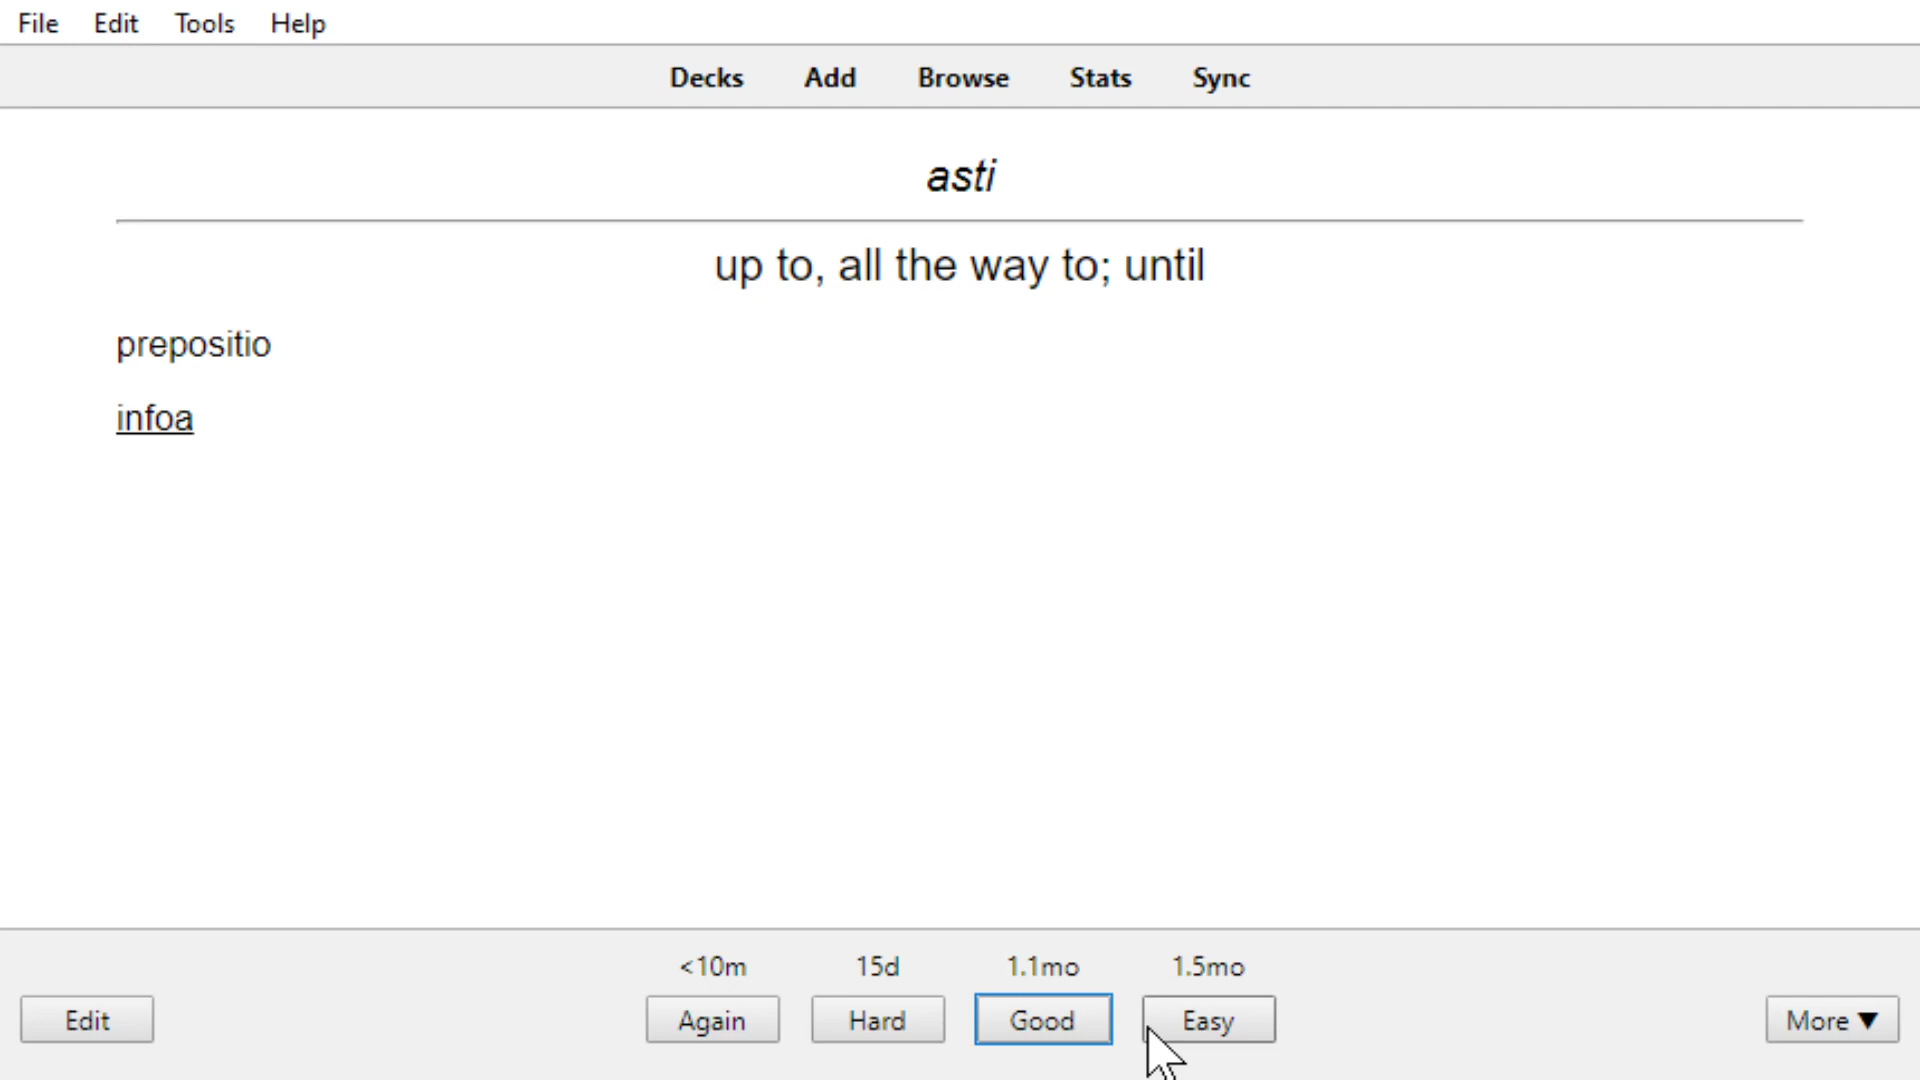 File Edit Tools Help
Decks Add Browse Stats Sync
asti
up to, all the way to; until
prepositio
infoa
<10m 15d 1.1mo 1.5mo
Edit Again Hard Good Easy More ▼